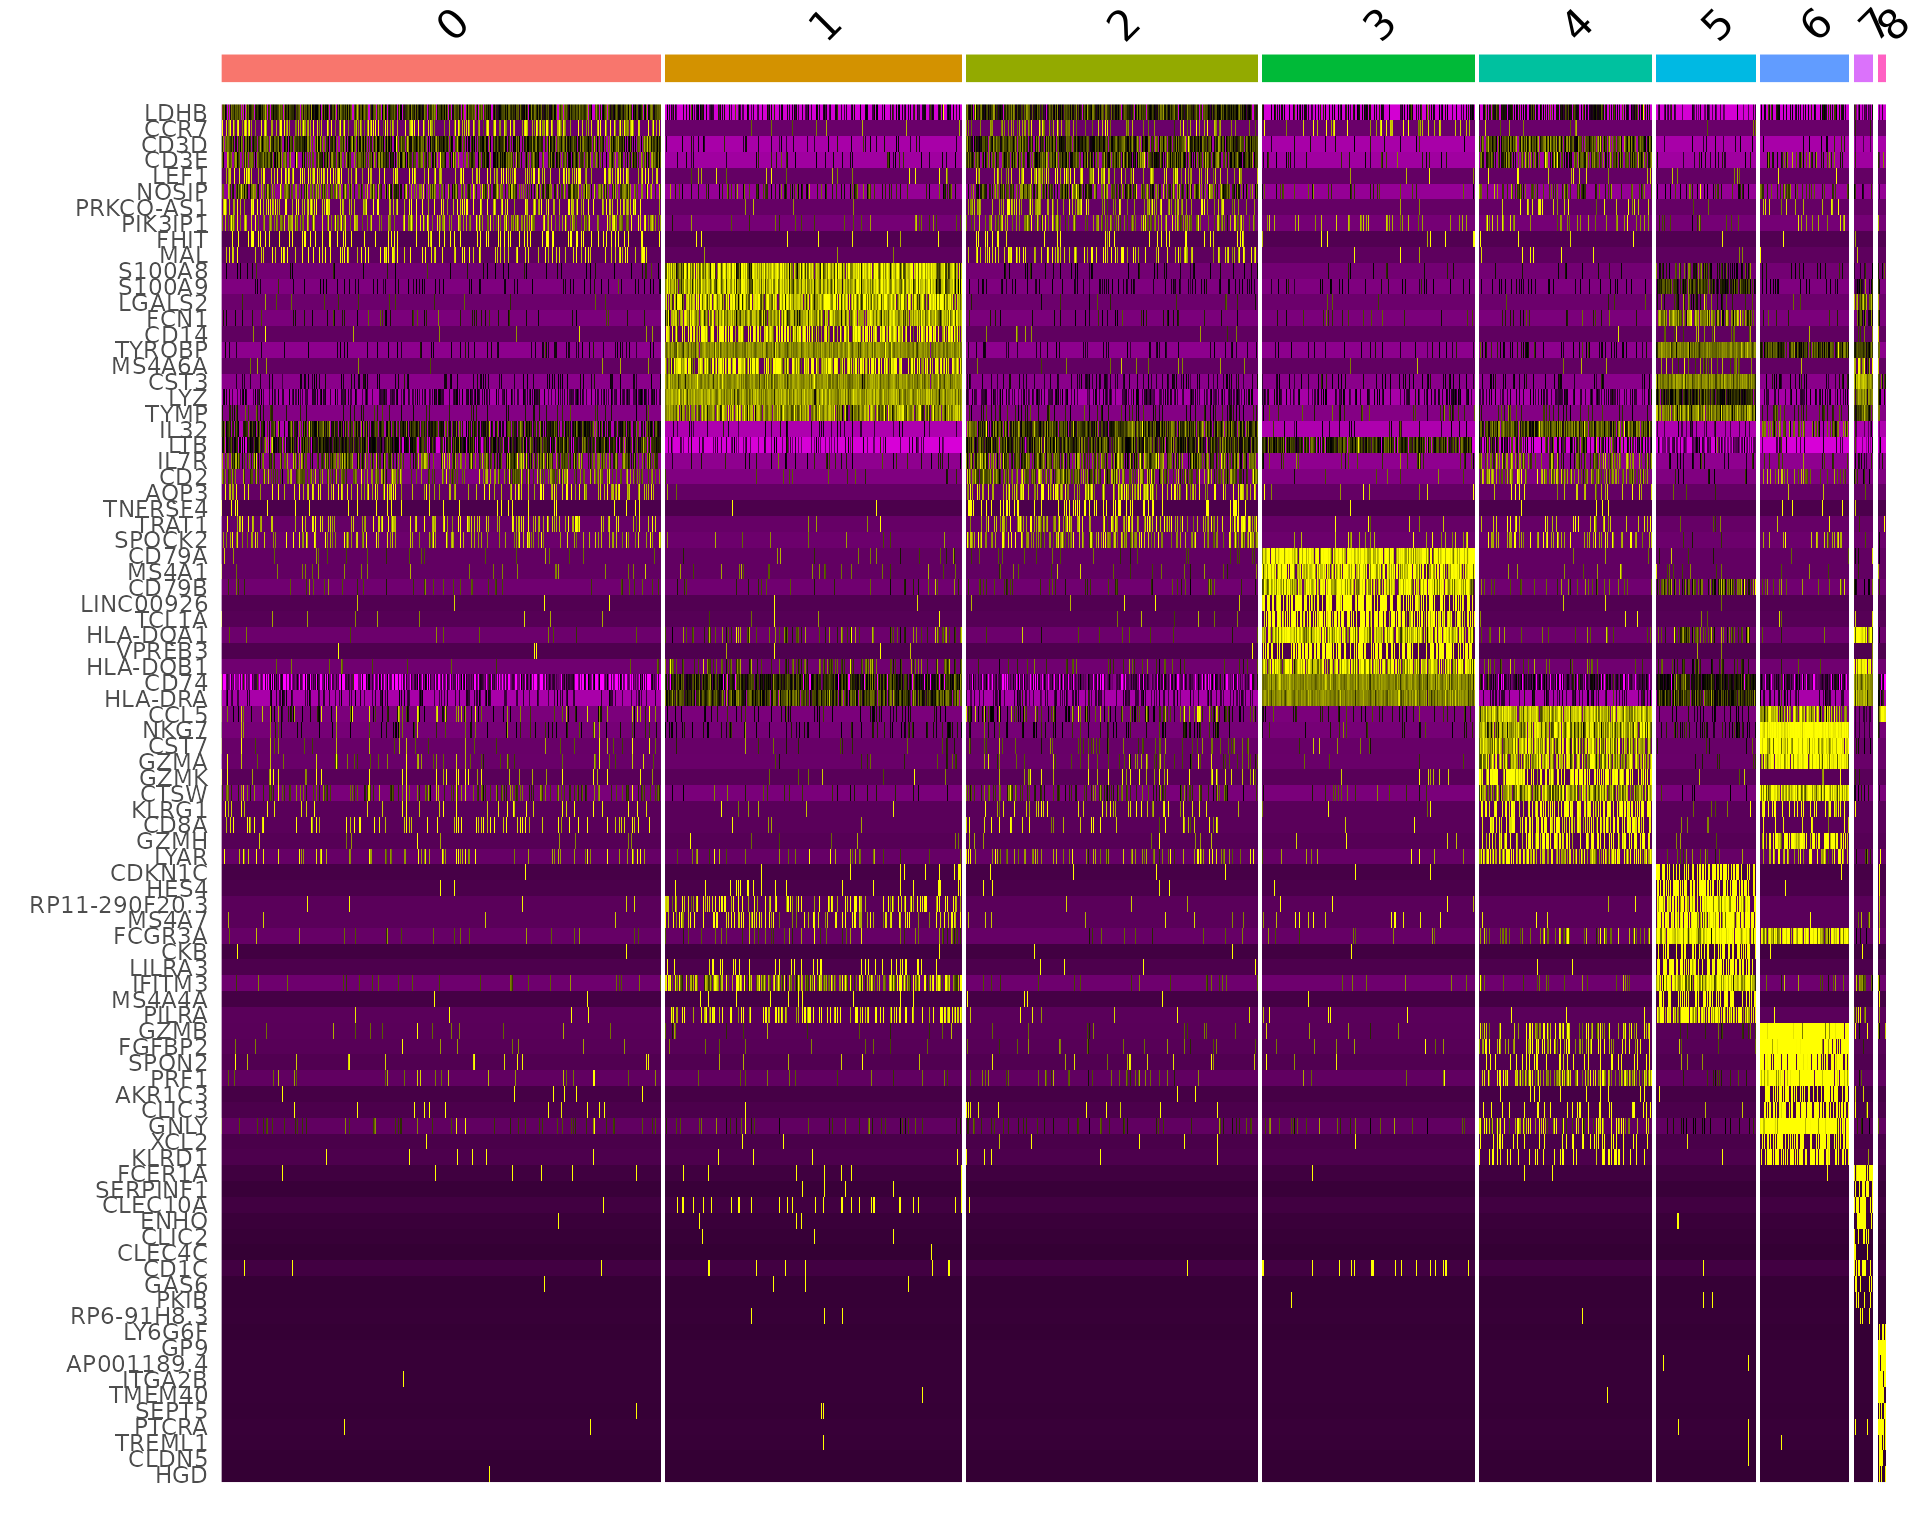 0 1 2 3 4 5 6 7 8
LDHB
CCR7
CD3D
CD3E
LEF1
NOSIP
PRKCQ-AS1
PIK3IP1
FHIT
MAL
S100A8
S100A9
LGALS2
FCN1
CD14
TYROBP
MS4A6A
CST3
LYZ
TYMP
IL32
LTB
IL7R
CD2
AQP3
TNFRSF4
TRAT1
SPOCK2
CD79A
MS4A1
CD79B
LINC00926
TCL1A
HLA-DQA1
VPREB3
HLA-DQB1
CD74
HLA-DRA
CCL5
NKG7
CST7
GZMA
GZMK
CTSW
KLRG1
CD8A
GZMH
LYAR
CDKN1C
HES4
RP11-290F20.3
MS4A7
FCGR3A
CKB
LILRA3
IFITM3
MS4A4A
PILRA
GZMB
FGFBP2
SPON2
PRF1
AKR1C3
CLIC3
GNLY
XCL2
KLRD1
FCER1A
SERPINF1
CLEC10A
ENHO
CLIC2
CLEC4C
CD1C
GAS6
PKIB
RP6-91H8.3
LY6G6F
GP9
AP001189.4
ITGA2B
TMEM40
SEPT5
PTCRA
TREML1
CLDN5
HGD